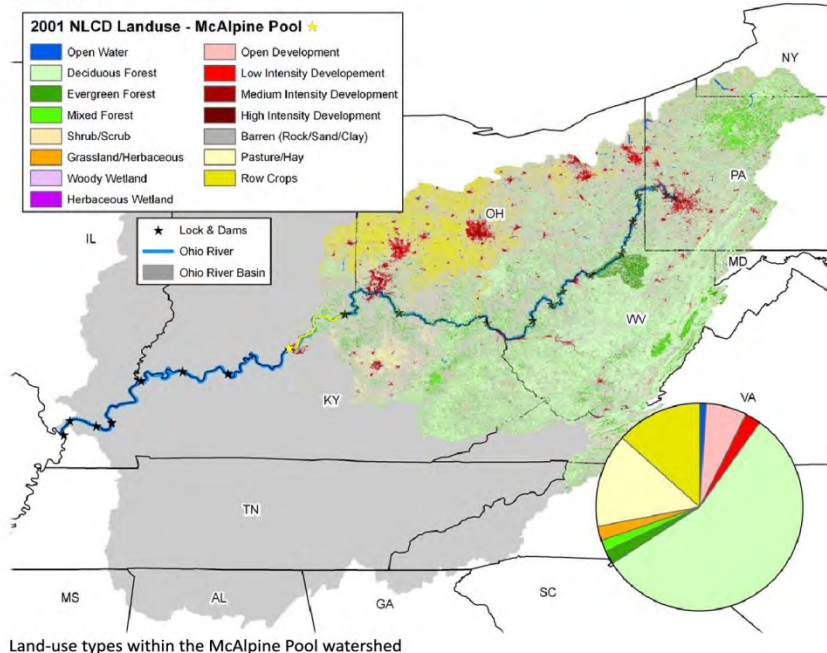 2001 NLCD Landuse - McAlpine Pool
Open Water
Deciduous Forest
Evergreen Forest
Mixed Forest
Shrub/Scrub
Grassland/Herbaceous
Woody Wetland
Herbaceous Wetland
Open Development
Low Intensity Developement
Medium Intensity Development
High Intensity Development
Barren (Rock/Sand/Clay)
Pasture/Hay
Row Crops
NY
PA
OH
IL
Lock & Dams
Ohio River
Ohio River Basin
MD
WV
KY
VA
TN
MS
AL
GA
SC
Land-use types within the McAlpine Pool watershed